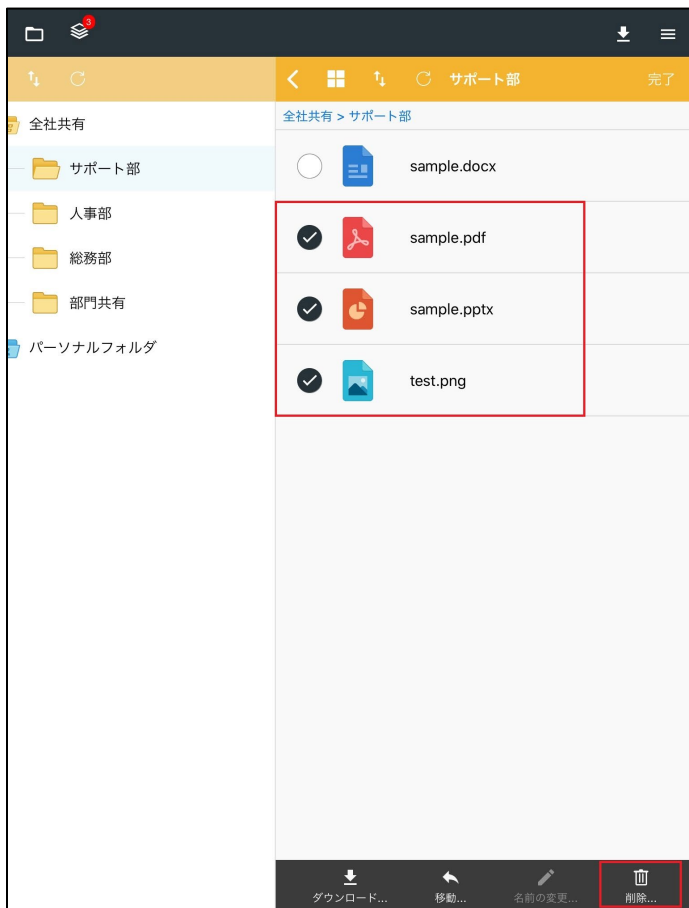 3
サポート部
完了
全社共有
サポート部
人事部
総務部
部門共有
パーソナルフォルダ
全社共有 > サポート部
sample.docx
sample.pdf
sample.pptx
test.png
ダウンロード...
移動...
名前の変更...
削除...